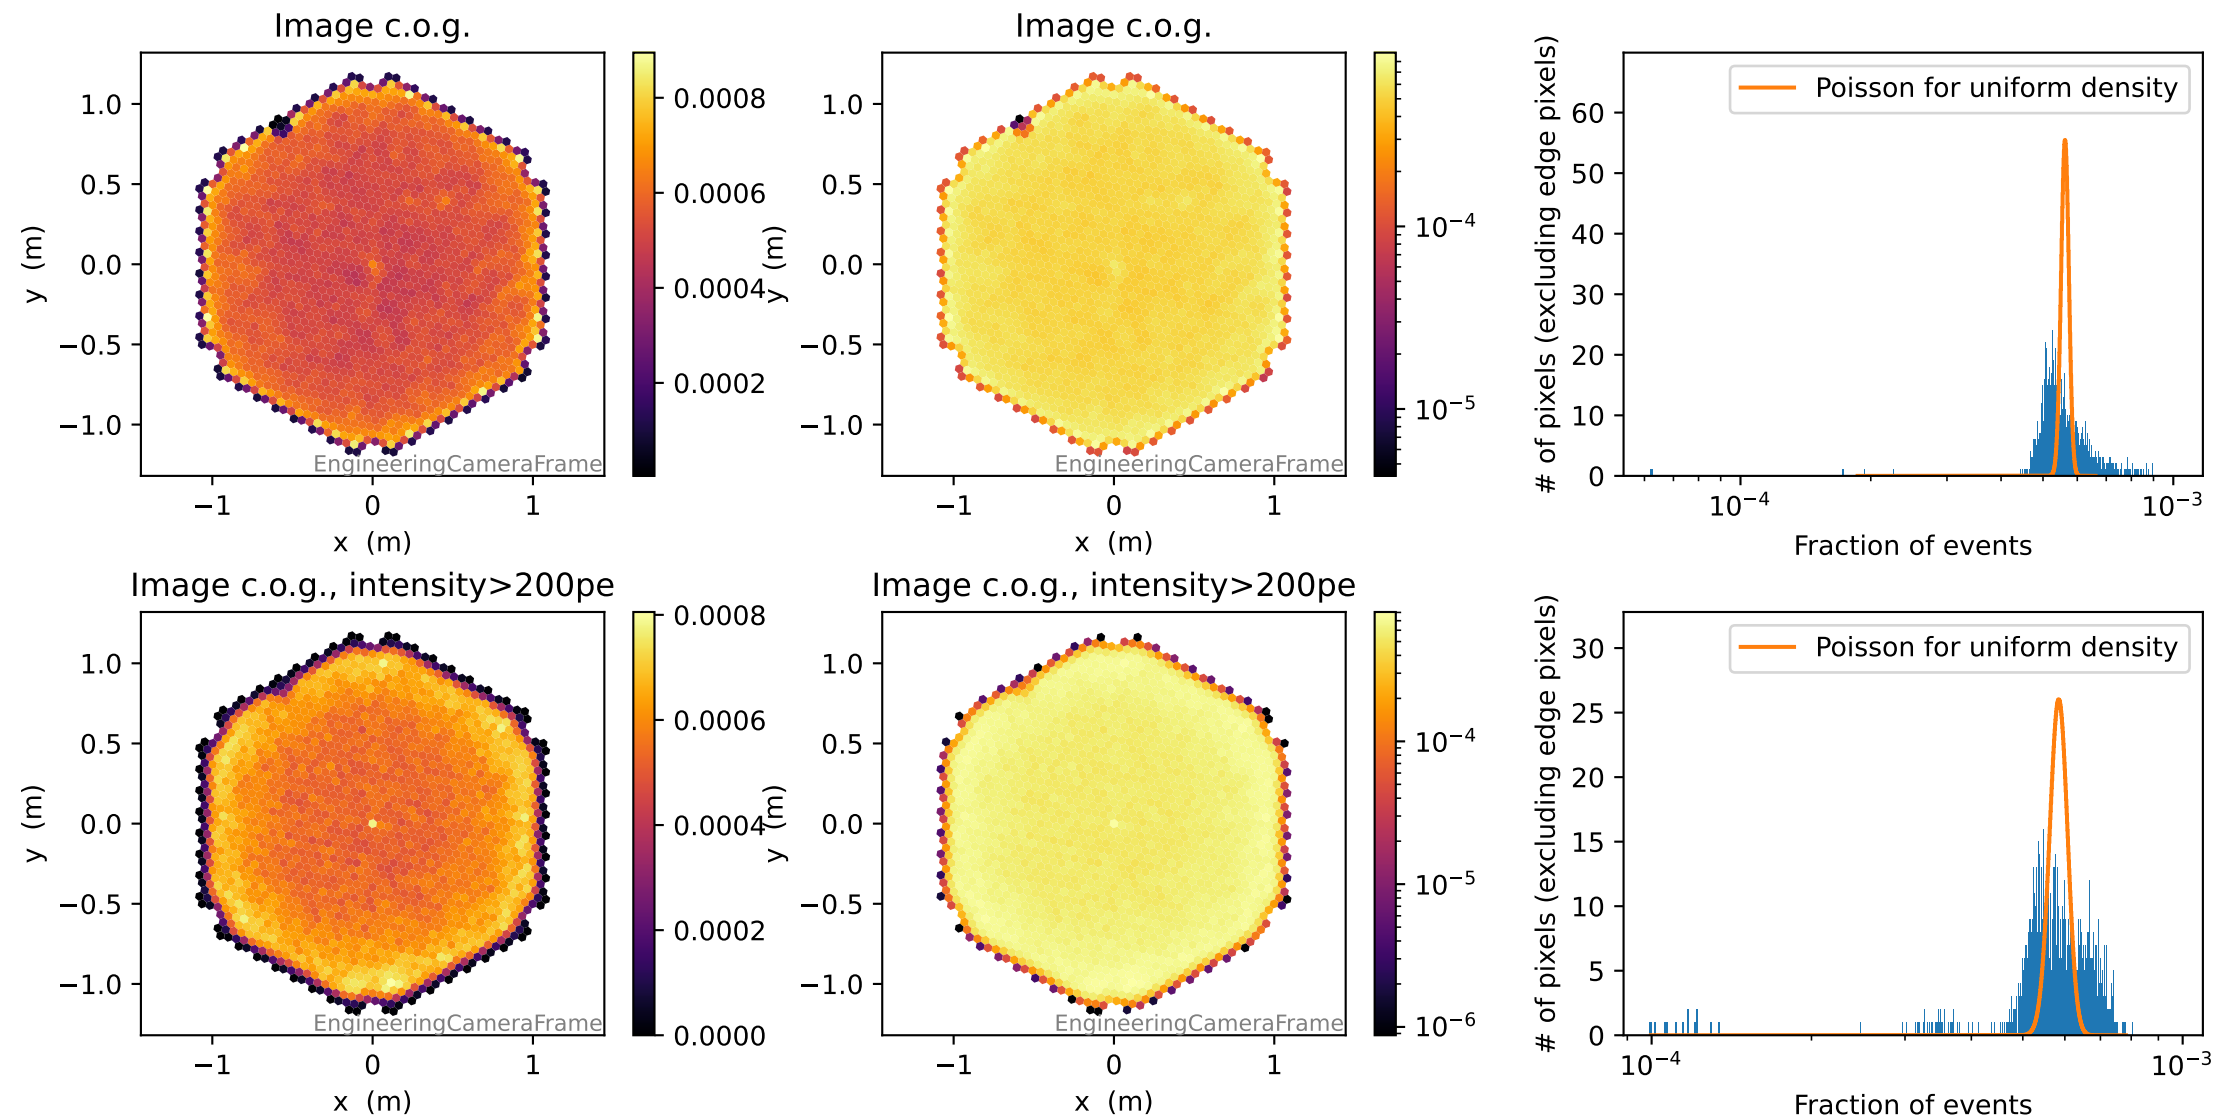 Image c.o.g.
1.0
0.5
0.0
−0.5
−1.0
y (m)
−1 0 1
x (m)
EngineeringCameraFrame
0.0008
0.0006
0.0004
0.0002
Image c.o.g.
1.0
0.5
0.0
−0.5
−1.0
y (m)
−1 0 1
x (m)
EngineeringCameraFrame
10⁻⁴
10⁻⁵
Poisson for uniform density
60
50
40
30
20
10
0
# of pixels (excluding edge pixels)
10⁻⁴ 10⁻³
Fraction of events
Image c.o.g., intensity>200pe
1.0
0.5
0.0
−0.5
−1.0
y (m)
−1 0 1
x (m)
EngineeringCameraFrame
0.0008
0.0006
0.0004
0.0002
0.0000
Image c.o.g., intensity>200pe
1.0
0.5
0.0
−0.5
−1.0
y (m)
−1 0 1
x (m)
EngineeringCameraFrame
10⁻⁴
10⁻⁵
10⁻⁶
Poisson for uniform density
30
25
20
15
10
5
0
# of pixels (excluding edge pixels)
10⁻⁴ 10⁻³
Fraction of events